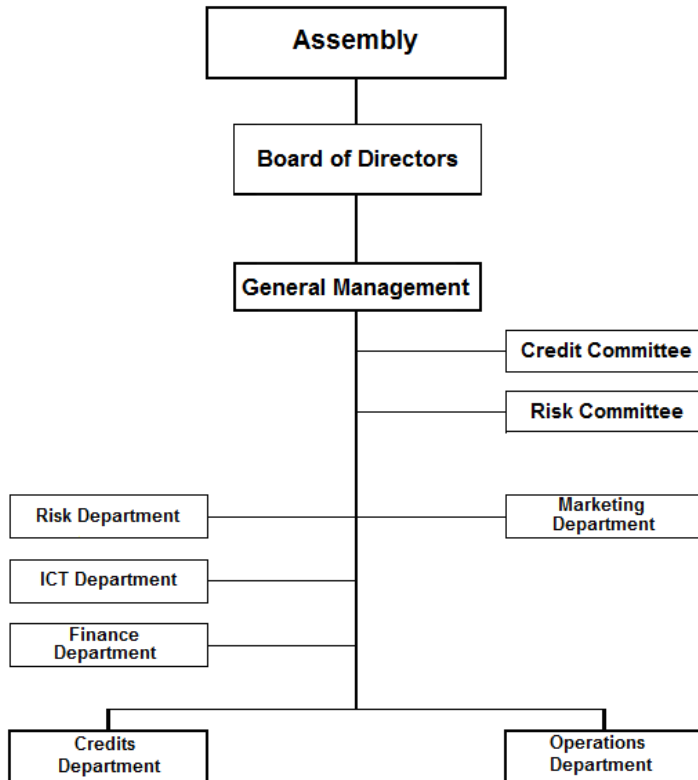 Assembly
Board of Directors
General Management
Credit Committee
Risk Committee
Risk Department
Marketing
Department
ICT Department
Finance
Department
Credits
Department
Operations
Department